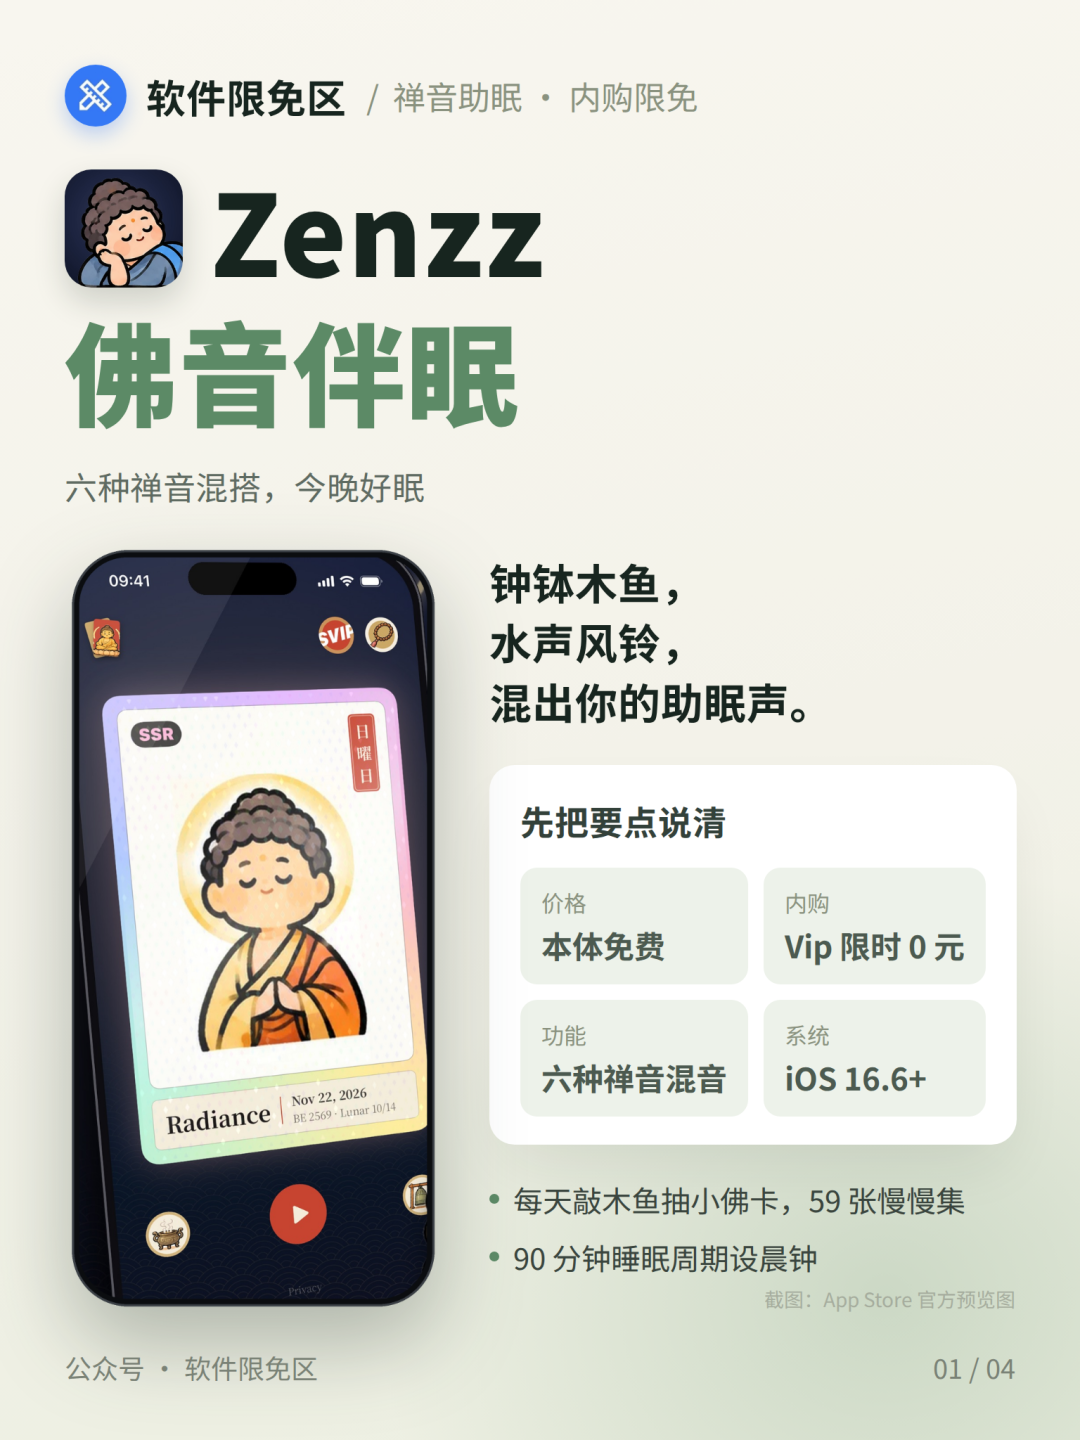 软件限免区 / 禅音助眠 · 内购限免
Zenzz
佛音伴眠
六种禅音混搭，今晚好眠
09:41
SVIP
SSR
日曜日
Radiance
Nov 22, 2026
BE 2569 · Lunar 10/14
Privacy
钟钵木鱼，
水声风铃，
混出你的助眠声。
先把要点说清
价格
本体免费
内购
Vip 限时 0 元
功能
六种禅音混音
系统
iOS 16.6+
• 每天敲木鱼抽小佛卡，59 张慢慢集
• 90 分钟睡眠周期设晨钟
截图：App Store 官方预览图
公众号 · 软件限免区
01 / 04